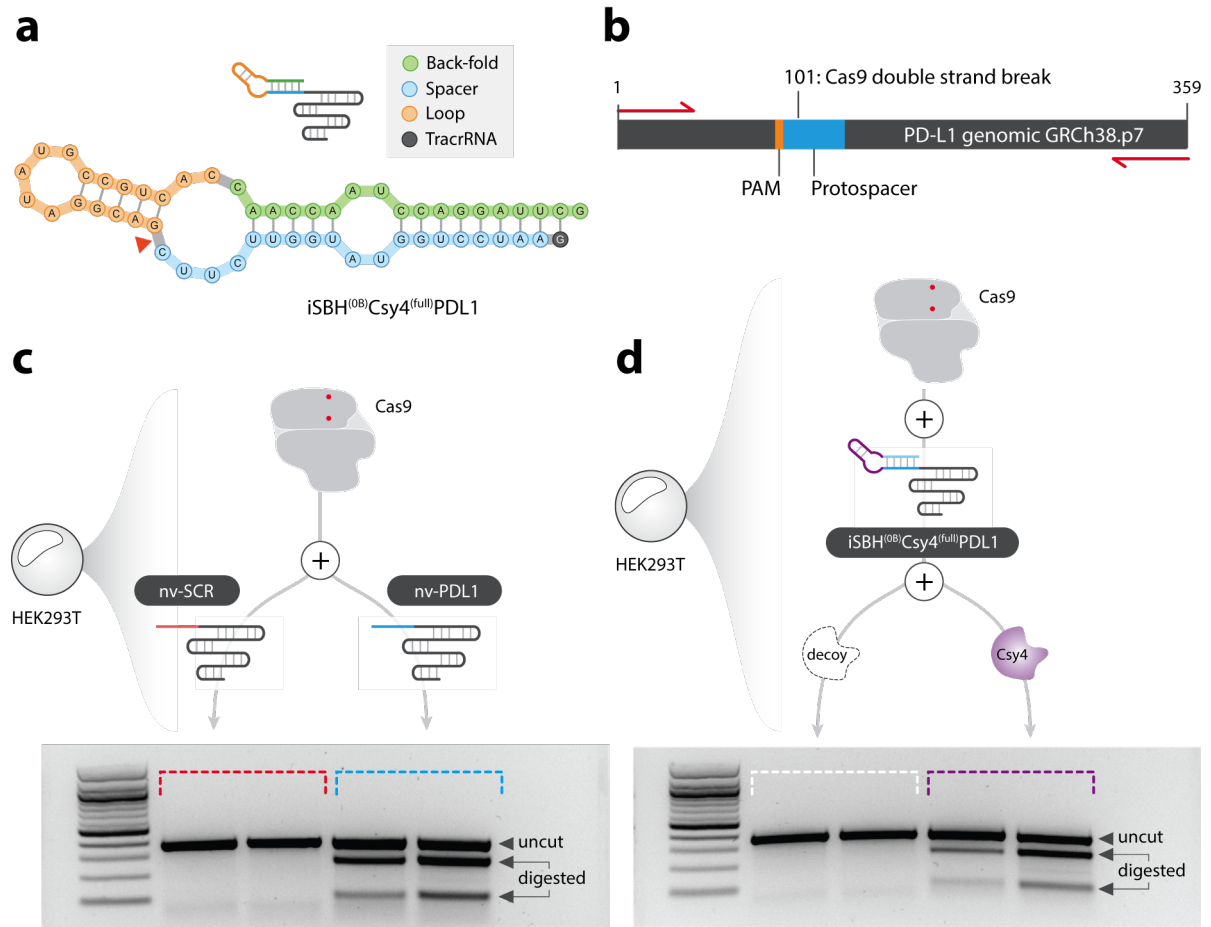 a
Back-fold
Spacer
Loop
TracrRNA
A U G C C G U C A C C A A C C A A U C C A G G A U U C G
U A G G C A G C U U C U U G G U A U G G U C C U A A G
iSBH(0B)Csy4(full)PDL1
b
101: Cas9 double strand break
1
359
PD-L1 genomic GRCh38.p7
PAM
Protospacer
c
Cas9
+
HEK293T
nv-SCR
nv-PDL1
uncut
digested
d
Cas9
+
HEK293T
iSBH(0B)Csy4(full)PDL1
+
decoy
Csy4
uncut
digested